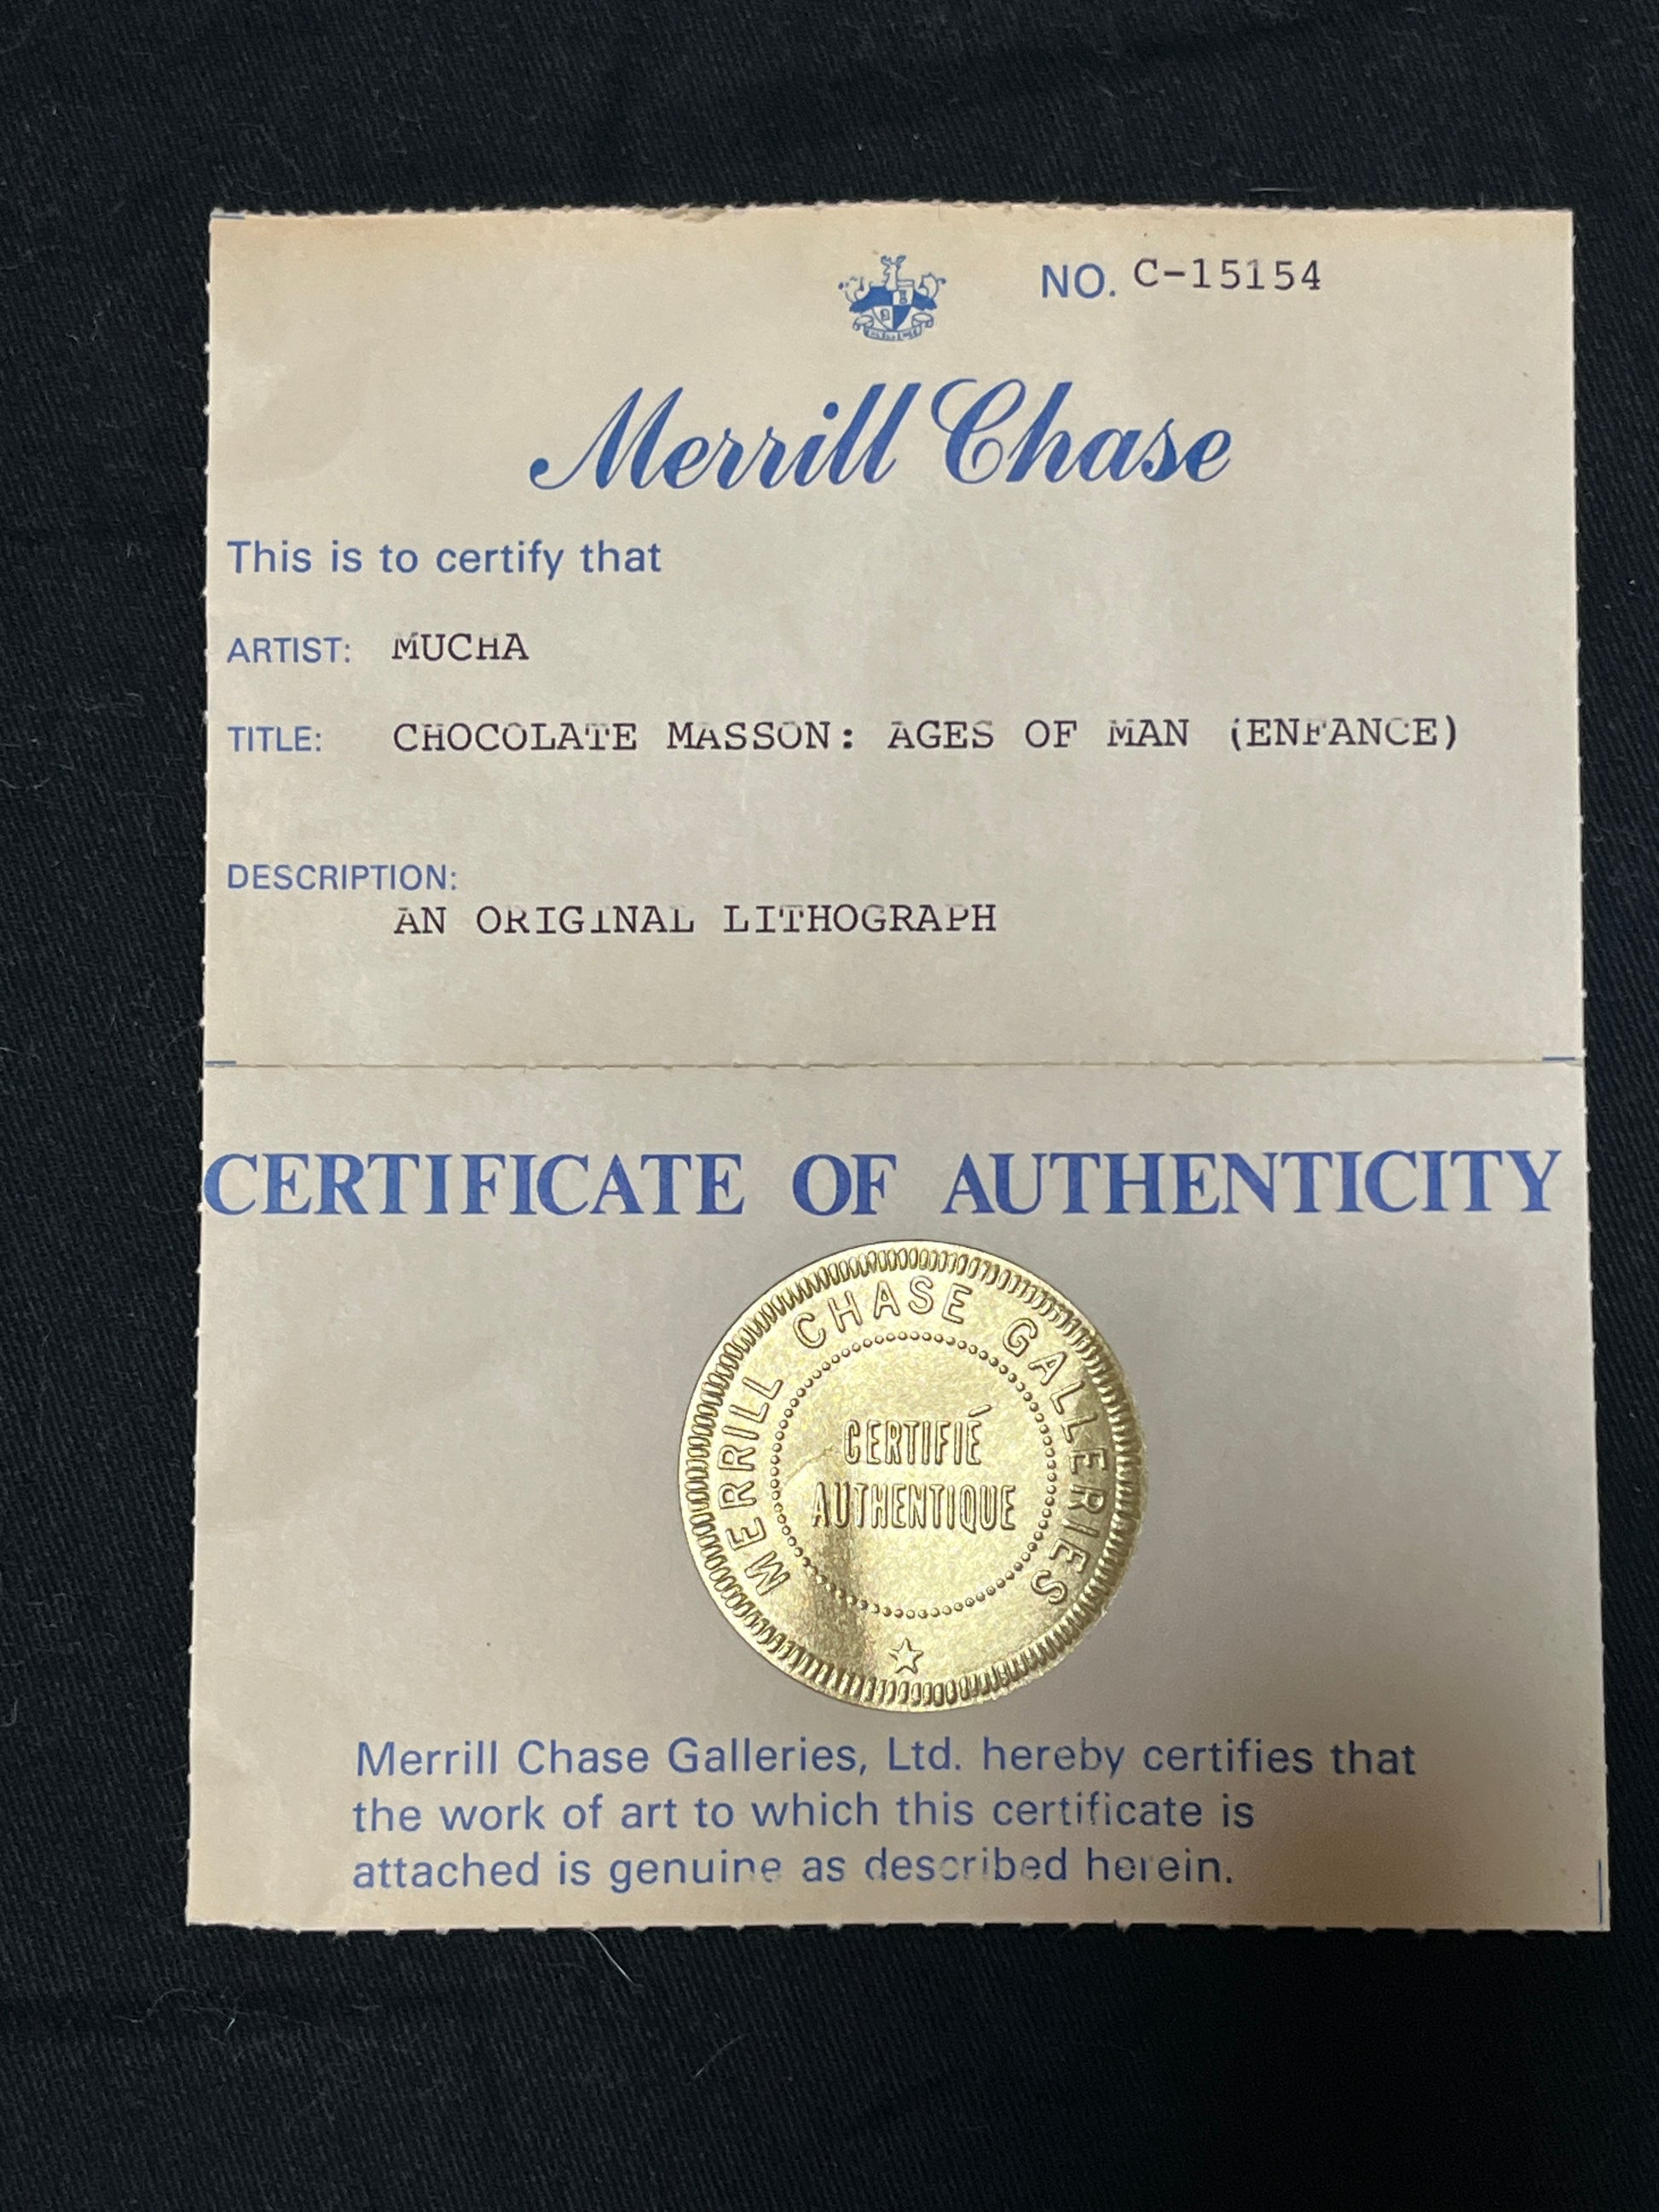 NO. C-15154
Merrill Chase
This is to certify that
ARTIST: MUCHA
TITLE: CHOCOLATE MASSON: AGES OF MAN (ENFANCE)
DESCRIPTION:
AN ORIGINAL LITHOGRAPH
CERTIFICATE OF AUTHENTICITY
MERRILL CHASE GALLERIES
CERTIFIÉ
AUTHENTIQUE
Merrill Chase Galleries, Ltd. hereby certifies that
the work of art to which this certificate is
attached is genuine as described herein.